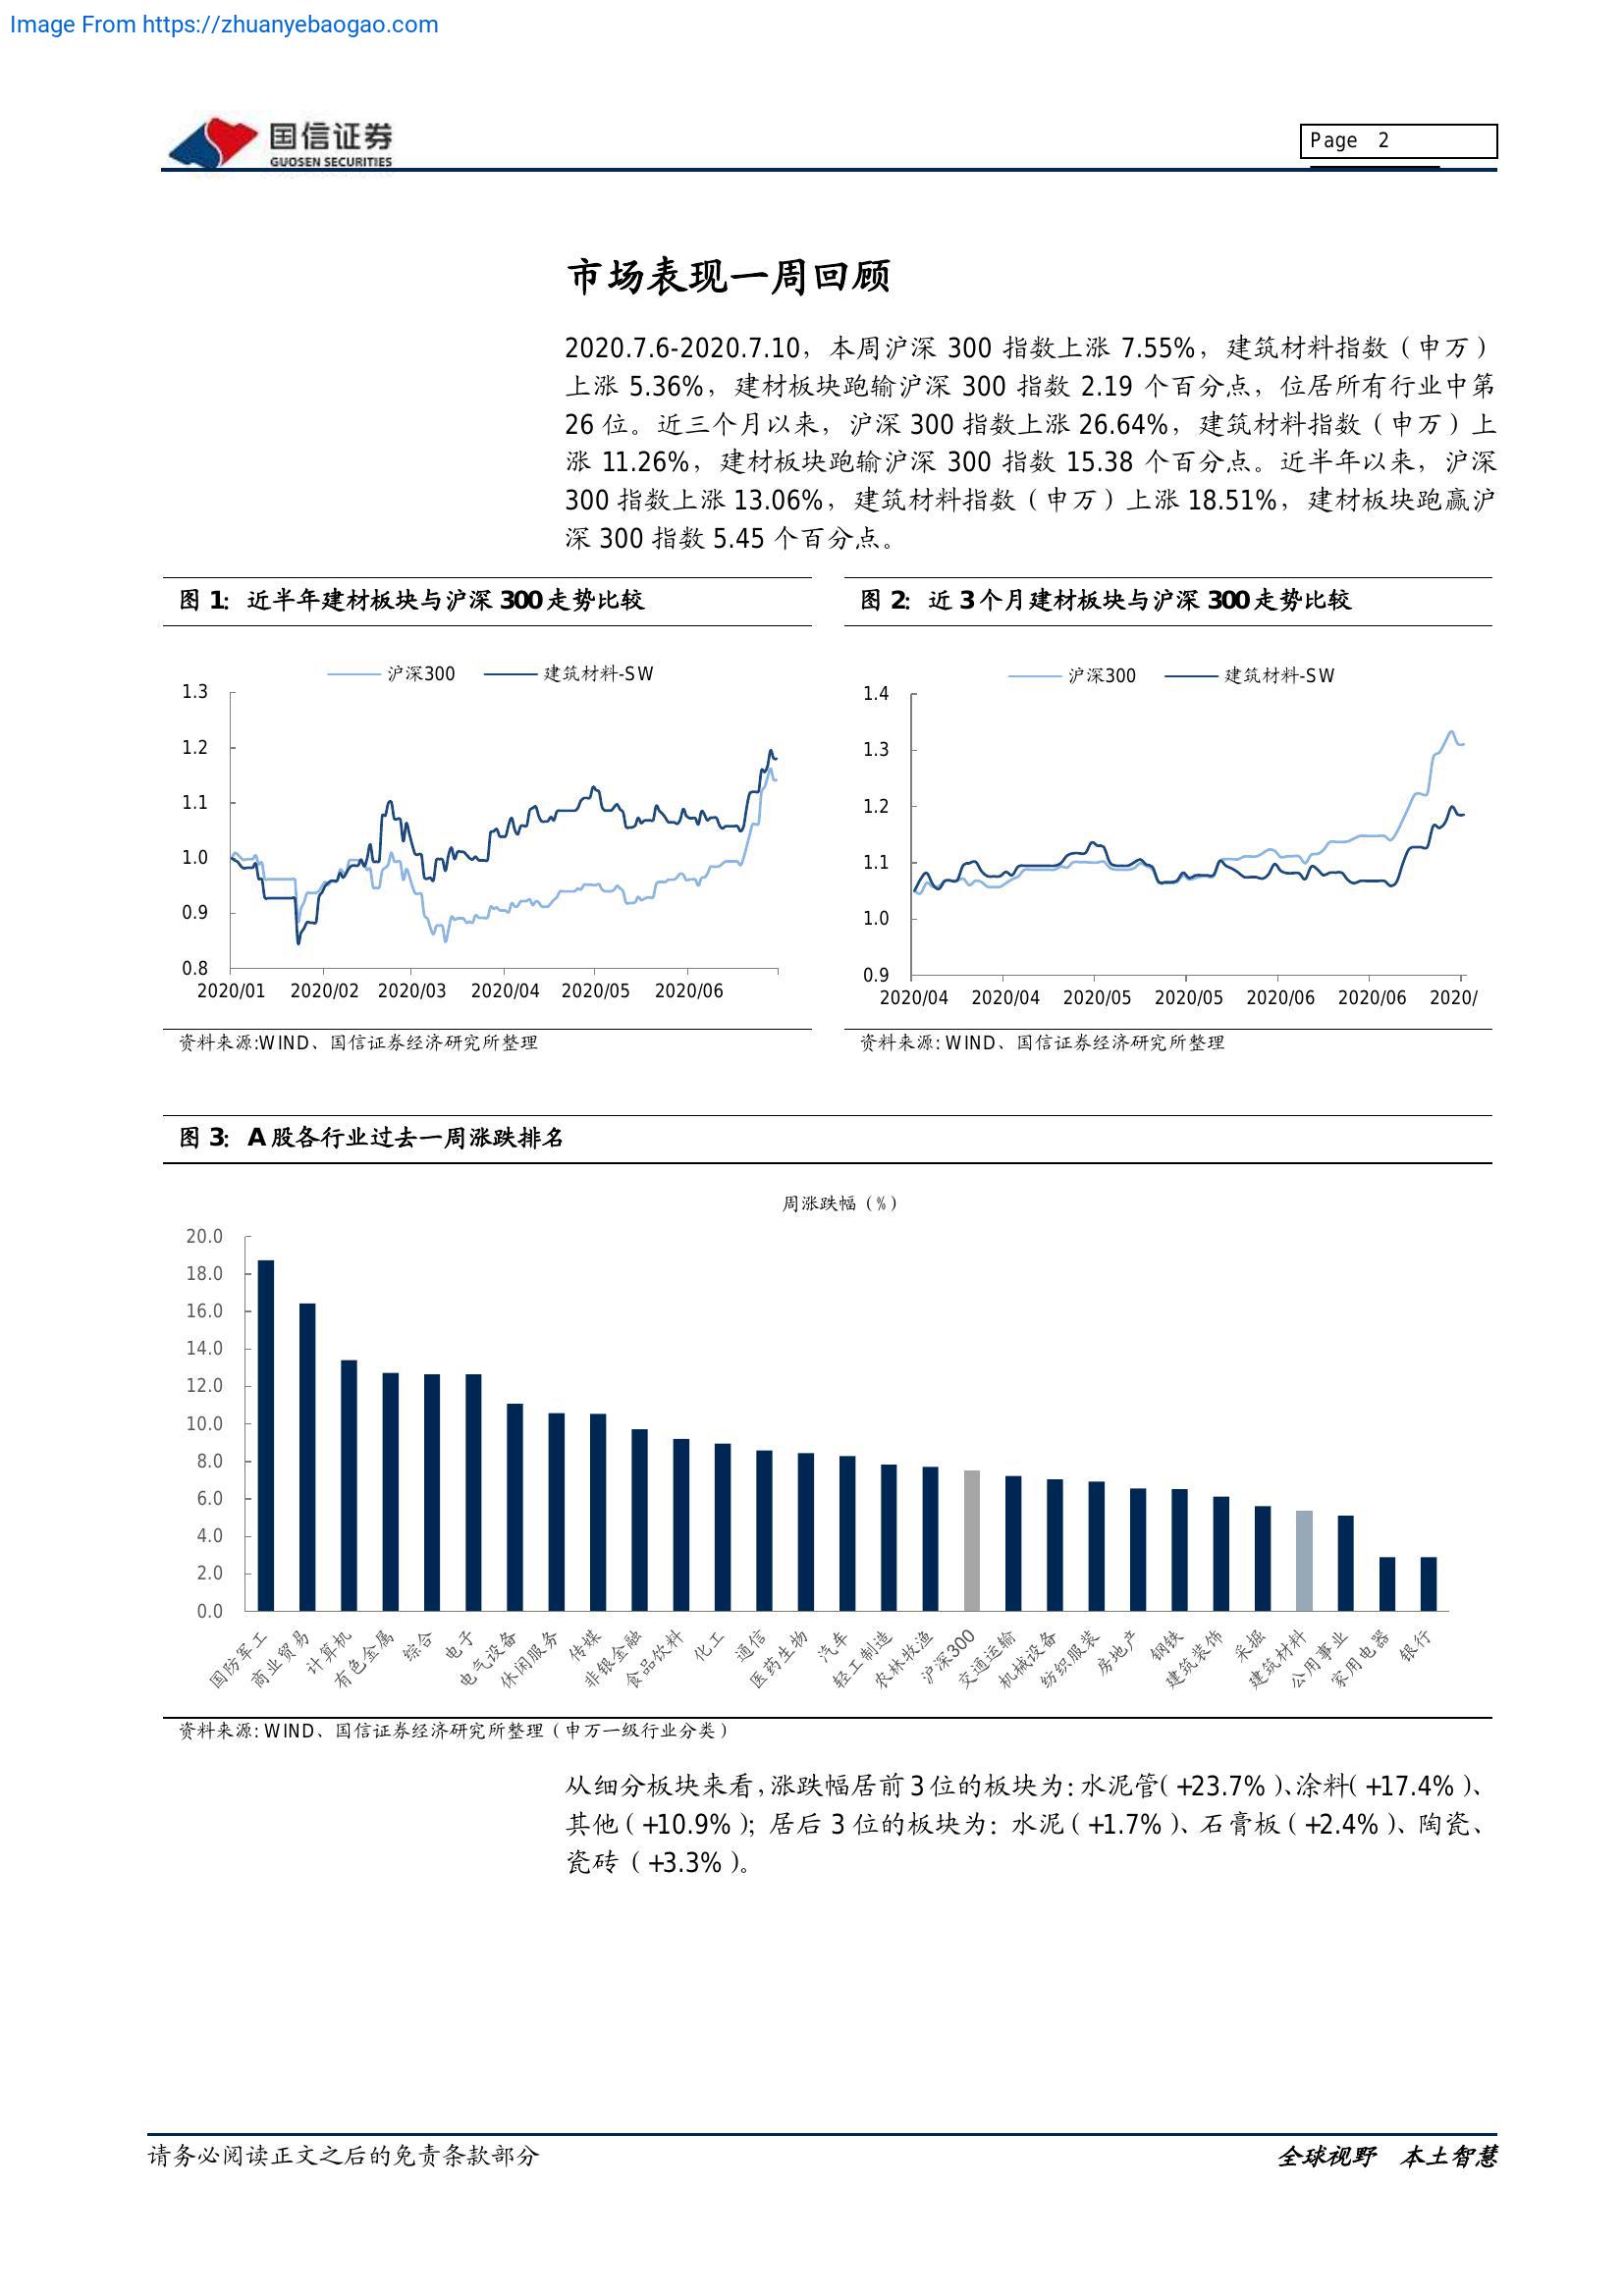 Image From https://zhuanyebaogao.com
国信证券
GUOSEN SECURITIES
Page 2
市场表现一周回顾
2020.7.6-2020.7.10，本周沪深 300 指数上涨 7.55%，建筑材料指数（申万）
上涨 5.36%，建材板块跑输沪深 300 指数 2.19 个百分点，位居所有行业中第
26 位。近三个月以来，沪深 300 指数上涨 26.64%，建筑材料指数（申万）上
涨 11.26%，建材板块跑输沪深 300 指数 15.38 个百分点。近半年以来，沪深
300 指数上涨 13.06%，建筑材料指数（申万）上涨 18.51%，建材板块跑赢沪
深 300 指数 5.45 个百分点。
图 1：近半年建材板块与沪深 300 走势比较
沪深300 建筑材料-SW
1.3
1.2
1.1
1.0
0.9
0.8
2020/01 2020/02 2020/03 2020/04 2020/05 2020/06
资料来源:WIND、国信证券经济研究所整理
图 2：近 3 个月建材板块与沪深 300 走势比较
沪深300 建筑材料-SW
1.4
1.3
1.2
1.1
1.0
0.9
2020/04 2020/04 2020/05 2020/05 2020/06 2020/06 2020/
资料来源: WIND、国信证券经济研究所整理
图 3：A 股各行业过去一周涨跌排名
周涨跌幅（%）
20.0
18.0
16.0
14.0
12.0
10.0
8.0
6.0
4.0
2.0
0.0
国防军工 商业贸易 计算机 有色金属 综合 电子 电气设备 休闲服务 传媒 非银金融 食品饮料 化工 通信 医药生物 汽车 轻工制造 农林牧渔 沪深300 交通运输 机械设备 纺织服装 房地产 钢铁 建筑装饰 采掘 建筑材料 公用事业 家用电器 银行
资料来源: WIND、国信证券经济研究所整理（申万一级行业分类）
从细分板块来看，涨跌幅居前 3 位的板块为：水泥管（+23.7%）、涂料（+17.4%）、
其他（+10.9%）；居后 3 位的板块为：水泥（+1.7%）、石膏板（+2.4%）、陶瓷、
瓷砖（+3.3%）。
请务必阅读正文之后的免责条款部分
全球视野 本土智慧